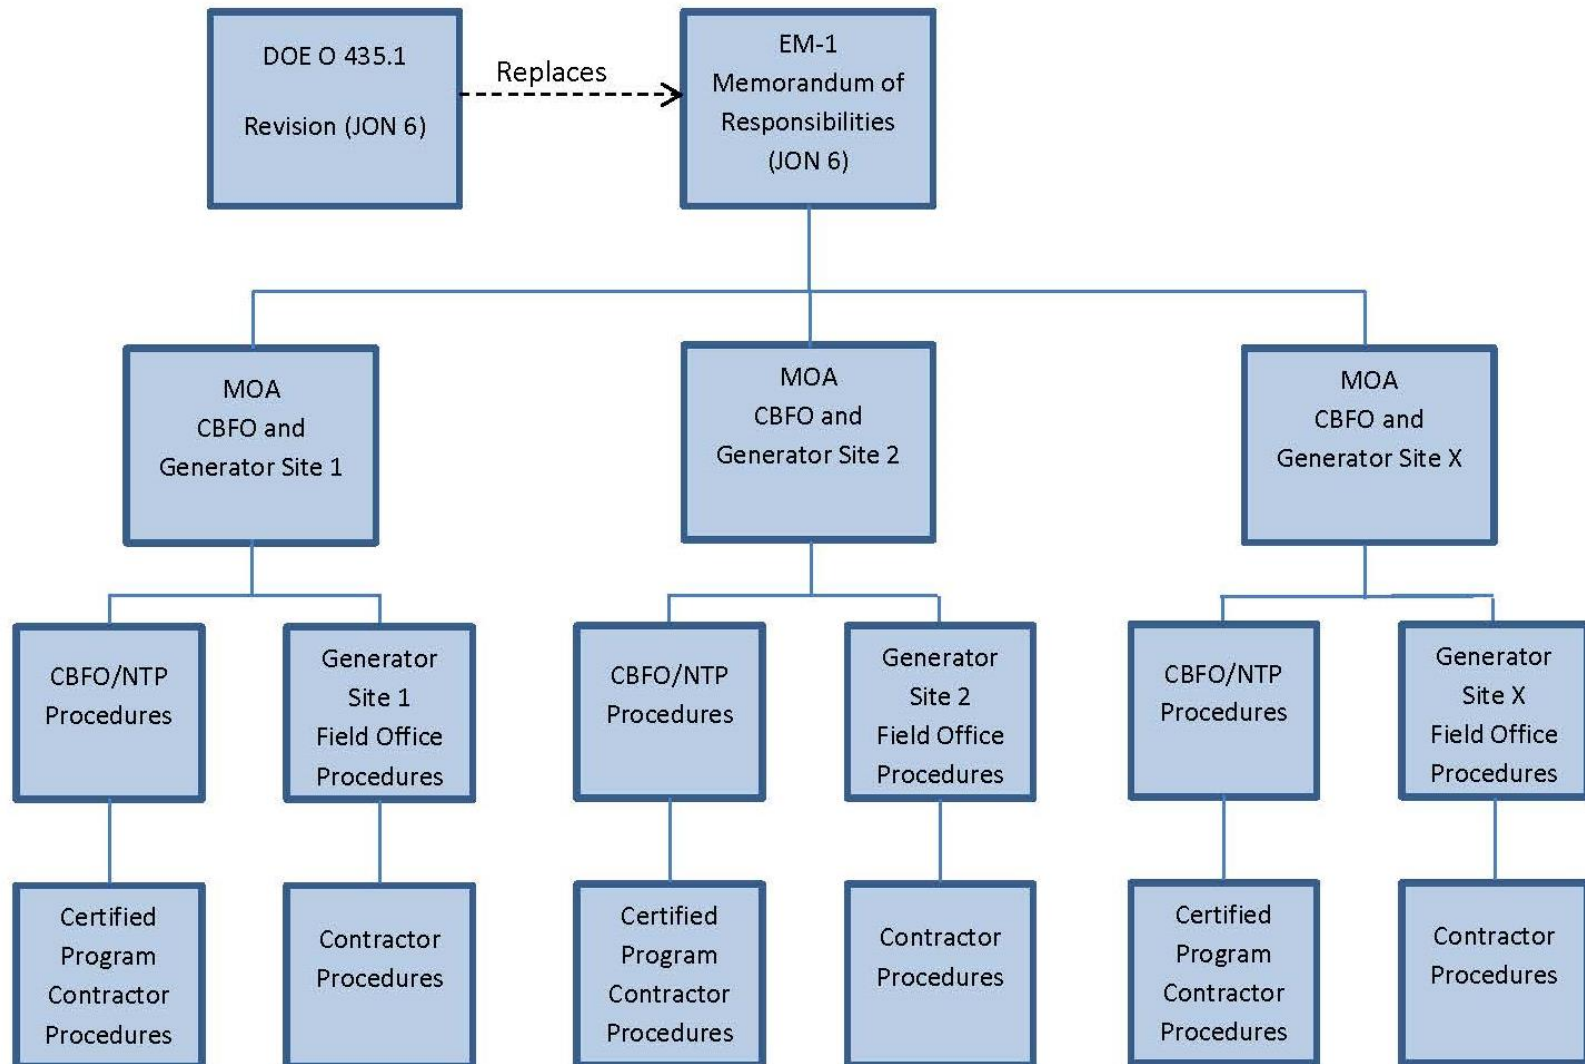 DOE O 435.1
Revision (JON 6)
Replaces
EM-1
Memorandum of
Responsibilities
(JON 6)
MOA
CBFO and
Generator Site 1
MOA
CBFO and
Generator Site 2
MOA
CBFO and
Generator Site X
CBFO/NTP
Procedures
Generator
Site 1
Field Office
Procedures
CBFO/NTP
Procedures
Generator
Site 2
Field Office
Procedures
CBFO/NTP
Procedures
Generator
Site X
Field Office
Procedures
Certified
Program
Contractor
Procedures
Contractor
Procedures
Certified
Program
Contractor
Procedures
Contractor
Procedures
Certified
Program
Contractor
Procedures
Contractor
Procedures